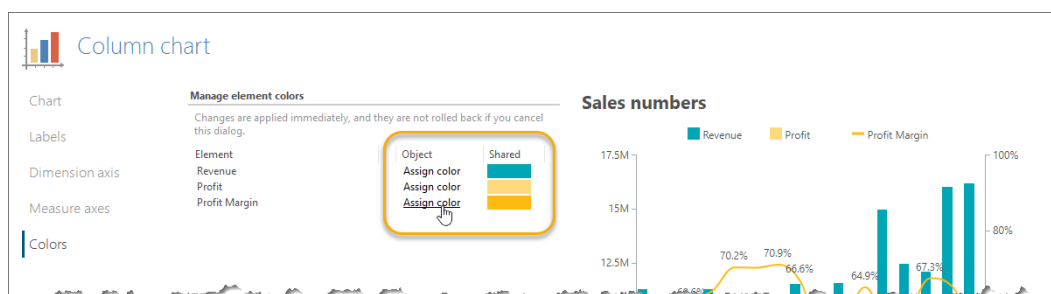 Column chart
Chart
Labels
Dimension axis
Measure axes
Colors
Manage element colors
Changes are applied immediately, and they are not rolled back if you cancel
this dialog.
Element Object Shared
Revenue Assign color
Profit Assign color
Profit Margin Assign color
Sales numbers
Revenue Profit Profit Margin
17.5M
15M
12.5M
100%
80%
70.2% 70.9%
66.6%
64.9%
67.3%